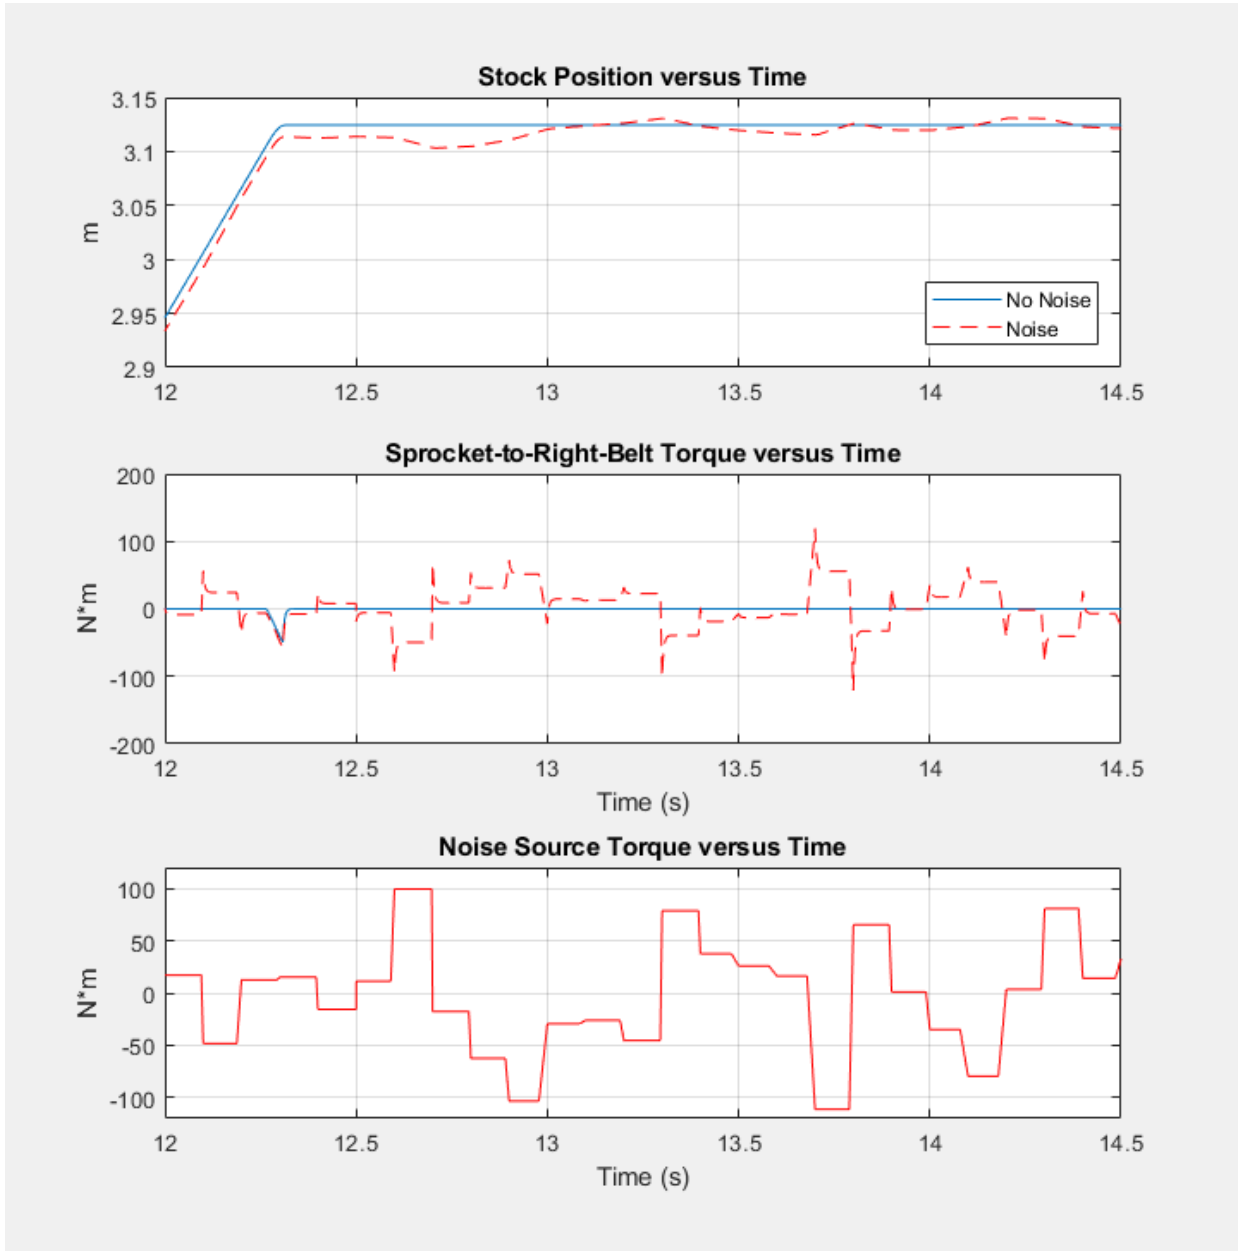 Stock Position versus Time
3.15
3.1
3.05
3
2.95
2.9
m
No Noise
Noise
12 12.5 13 13.5 14 14.5
Sprocket-to-Right-Belt Torque versus Time
200
100
0
-100
-200
N*m
12 12.5 13 13.5 14 14.5
Time (s)
Noise Source Torque versus Time
100
50
0
-50
-100
N*m
12 12.5 13 13.5 14 14.5
Time (s)